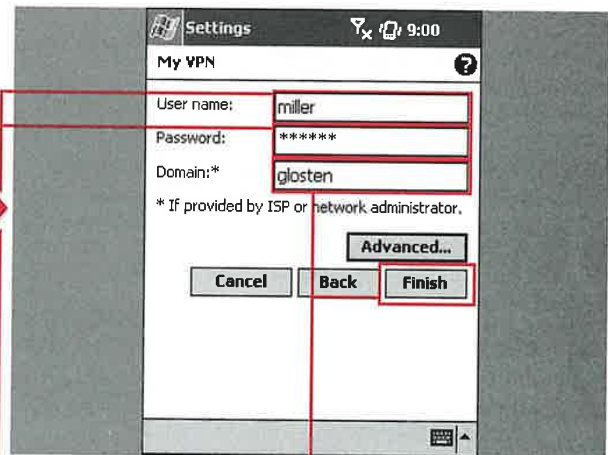 Settings 9:00
My VPN ?
User name: miller
Password: ******
Domain:* glosten
* If provided by ISP or network administrator.
Advanced...
Cancel Back Finish